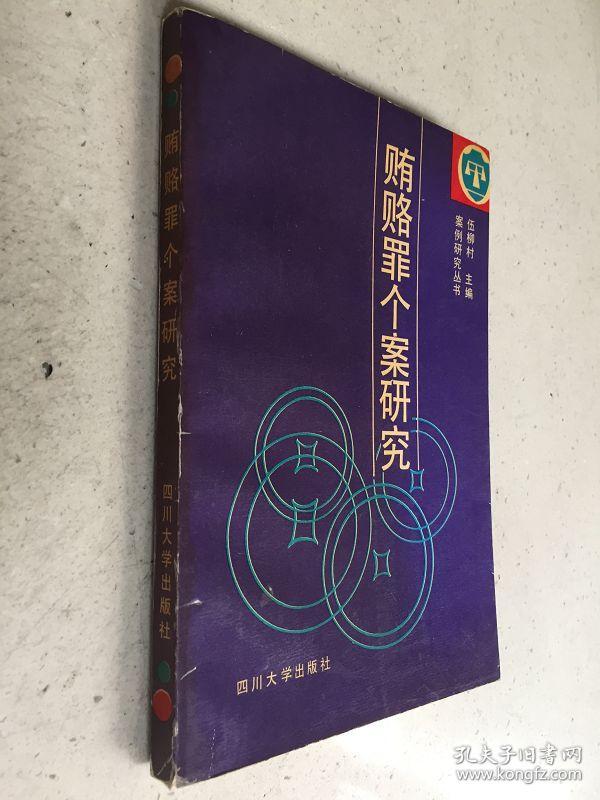 贿赂罪个案研究
四川大学出版社
贿赂罪个案研究
伍柳村 主编
案例研究丛书
四川大学出版社
孔夫子旧书网
www.kongfz.com